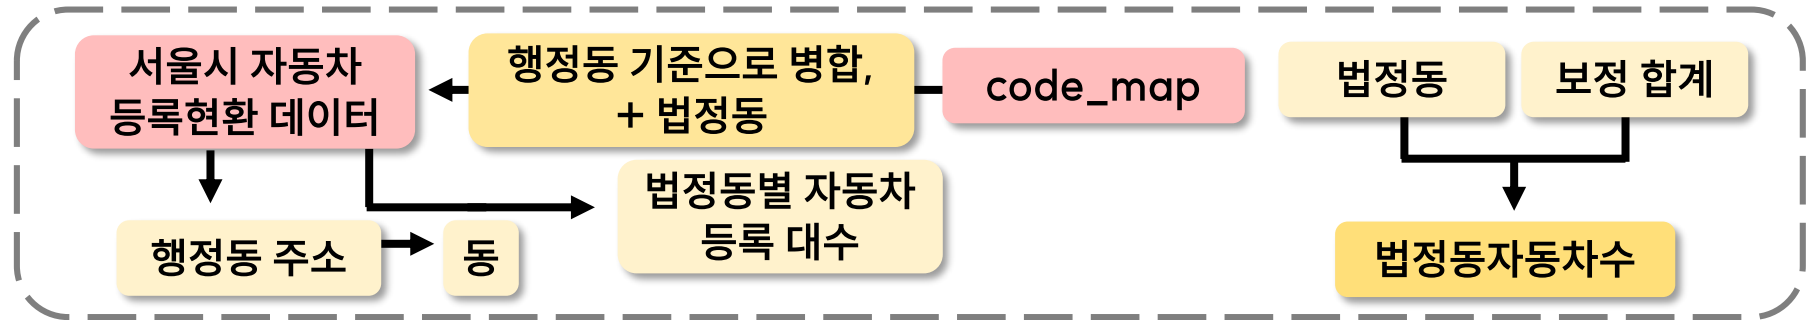 서울시 자동차
등록현환 데이터
행정동 기준으로 병합,
+ 법정동
code_map
법정동
보정 합계
행정동 주소
동
법정동별 자동차
등록 대수
법정동자동차수